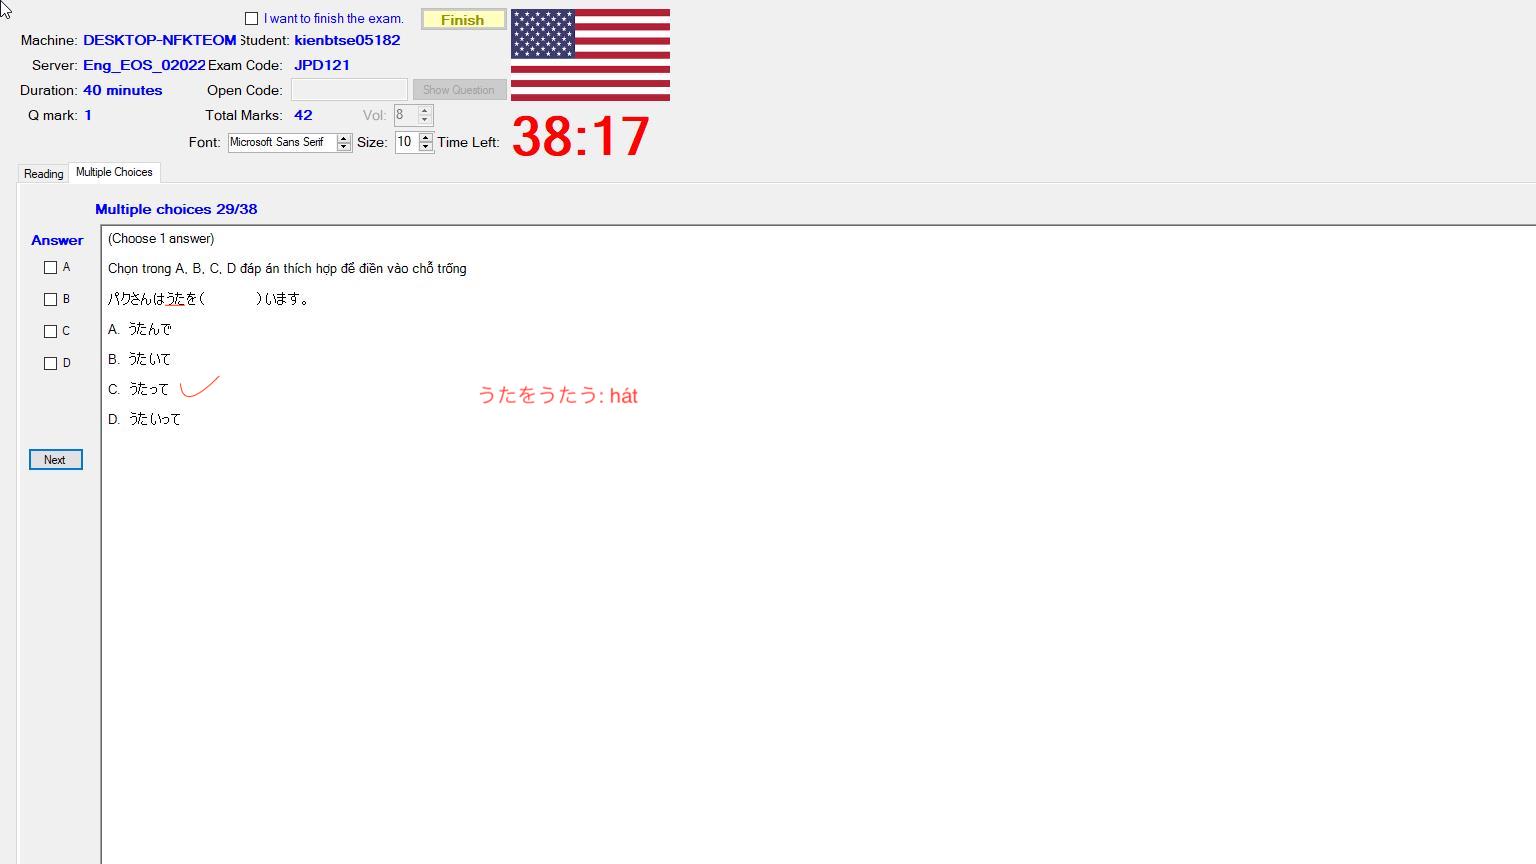 I want to finish the exam.
Finish
Machine: DESKTOP-NFKTEOM Student: kienbtse05182
Server: Eng_EOS_02022 Exam Code: JPD121
Duration: 40 minutes Open Code: Show Question
Q mark: 1 Total Marks: 42 Vol: 8
Font: Microsoft Sans Serif Size: 10 Time Left: 38:17
Reading Multiple Choices
Multiple choices 29/38
Answer
(Choose 1 answer)
A
Chọn trong A, B, C, D đáp án thích hợp để điền vào chỗ trống
B
パクさんはうたを( )います。
C
A. うたんで
D
B. うたいて
C. うたって
うたをうたう: hát
D. うたいって
Next